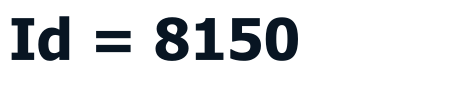 Id = 8150